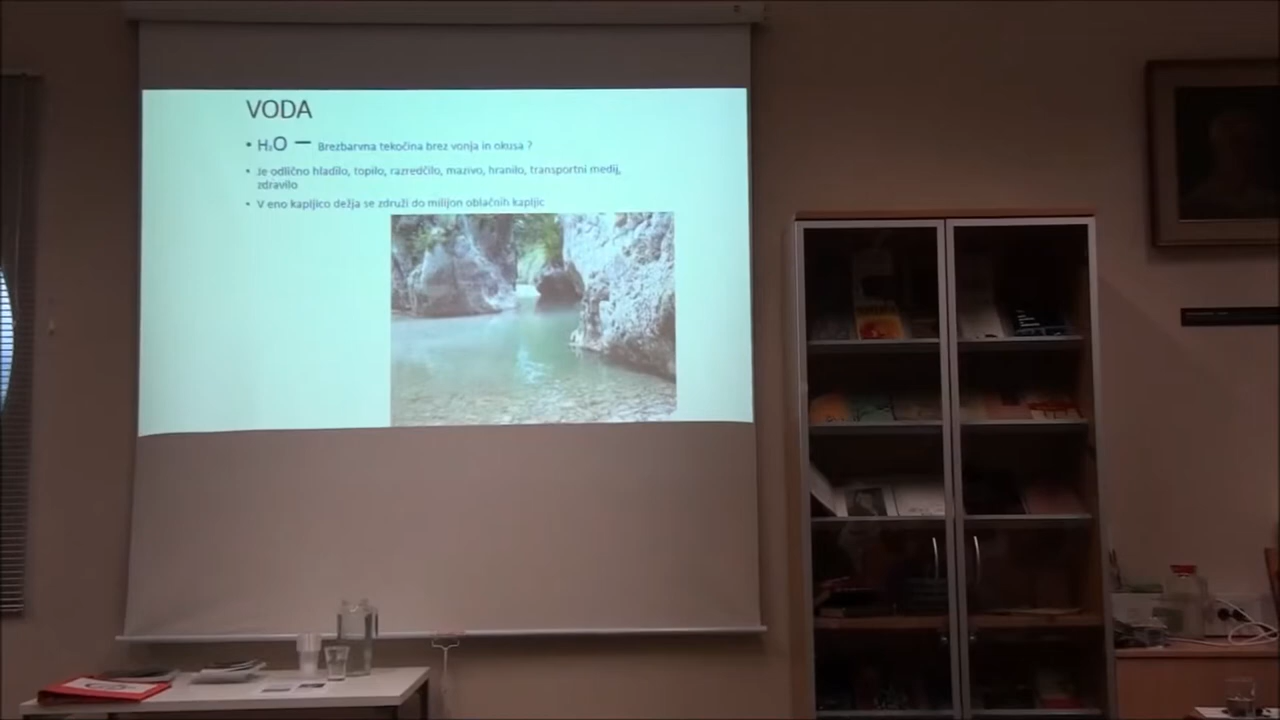 VODA
• H₂O – Brezbarvna tekočina brez vonja in okusa ?
• Je odlično hladilo, topilo, razredčilo, mazivo, hranilo, transportni medij,
zdravilo
• V eno kapljico dežja se združi do milijon oblačnih kapljic